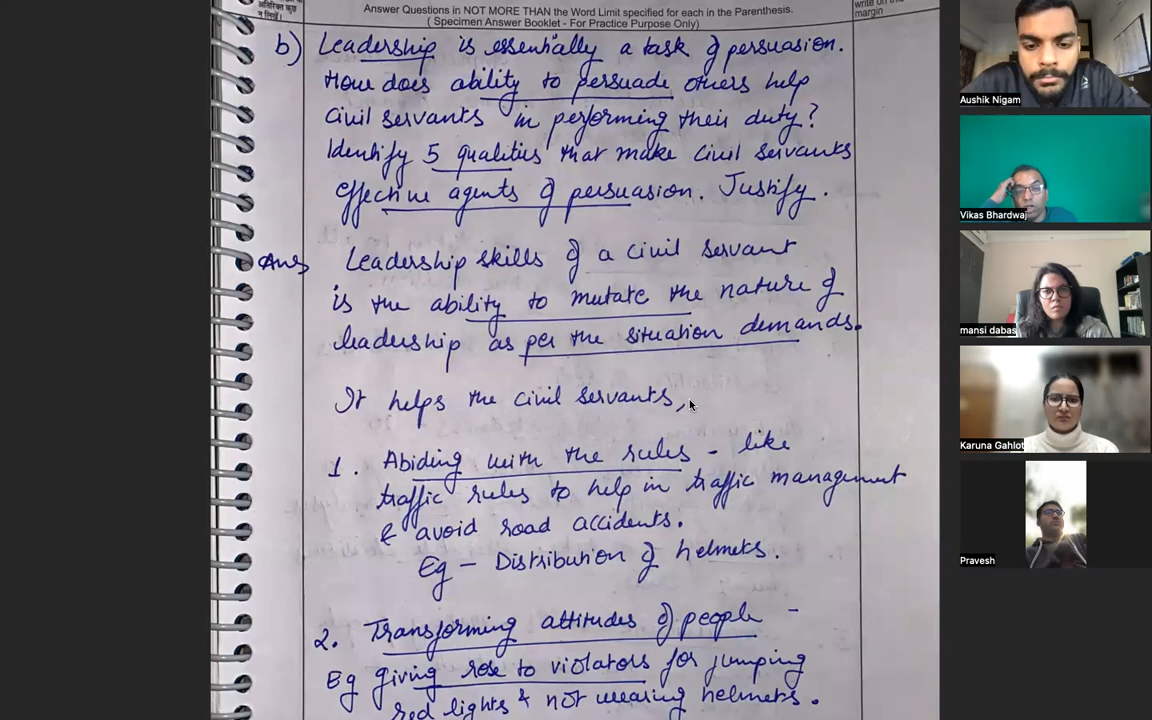 अतिरिक्त कुछ
न लिखें।
Answer Questions in NOT MORE THAN the Word Limit specified for each in the Parenthesis.
( Specimen Answer Booklet - For Practice Purpose Only)
write on this
margin
b) Leadership is essentially a task of persuasion.
How does ability to persuade others help
civil servants in performing their duty?
Identify 5 qualities that make civil servants
effective agents of persuasion. Justify.
Ans Leadership skills of a civil servant
is the ability to mutate the nature of
leadership as per the situation demands.
It helps the civil servants,
1. Abiding with the rules - like
traffic rules to help in traffic management
& avoid road accidents.
Eg - Distribution of helmets.
2. Transforming attitudes of people -
Eg giving rose to violators for jumping
red lights & not wearing helmets.
Aushik Nigam
Vikas Bhardwaj
mansi dabas
Karuna Gahlot
Pravesh